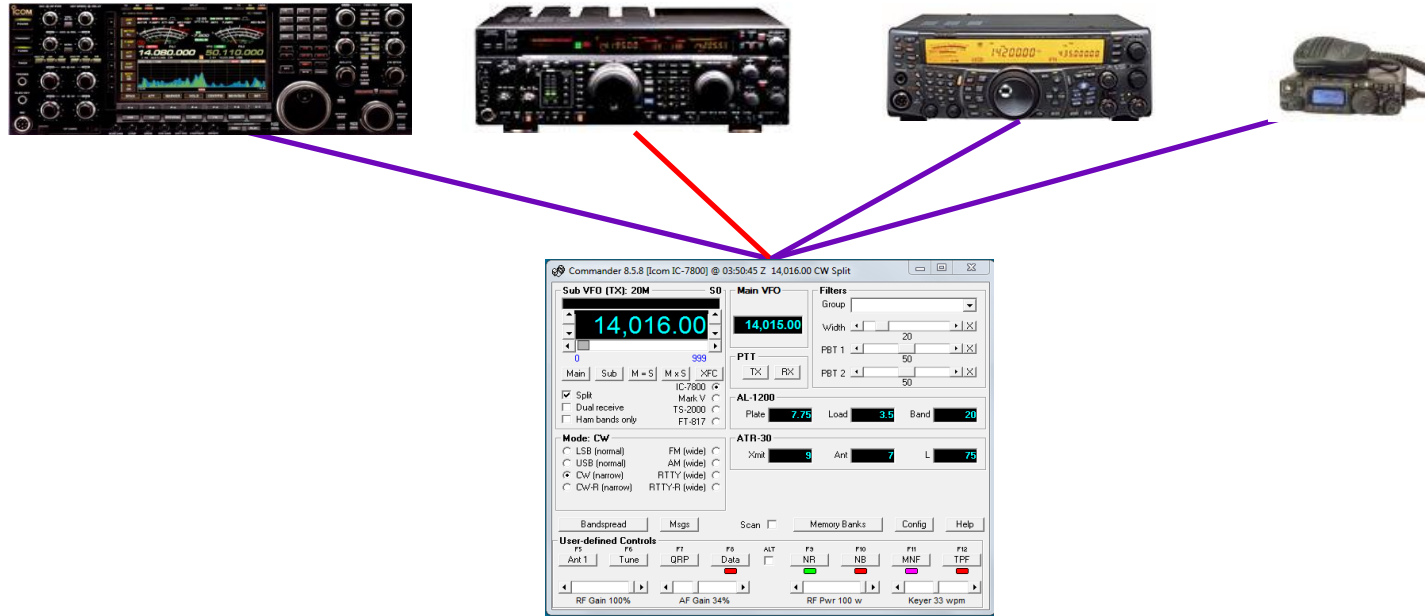 ICOM
14.080.000 50.110.000
14.195.00 14.205.51
1420000 43500000
Commander 8.5.8 [Icom IC-7800] @ 03:50:45 Z 14,016.00 CW Split
Sub VFO (TX): 20M S0
14,016.00
0 999
Main Sub M = S M x S XFC
IC-7800
Split Mark V
Dual receive TS-2000
Ham bands only FT-817
Main VFO
14,015.00
PTT
TX RX
Filters
Group
Width X
20
PBT 1 X
50
PBT 2 X
50
AL-1200
Plate 7.75 Load 3.5 Band 20
ATR-30
Xmit 9 Ant 7 L 75
Mode: CW
LSB (normal) FM (wide)
USB (normal) AM (wide)
CW (narrow) RTTY (wide)
CW-R (narrow) RTTY-R (wide)
Bandspread Msgs Scan Memory Banks Config Help
User-defined Controls
F5 F6 F7 F8 ALT F9 F10 F11 F12
Ant 1 Tune QRP Data NR NB MNF TPF
RF Gain 100% AF Gain 34% RF Pwr 100 w Keyer 33 wpm